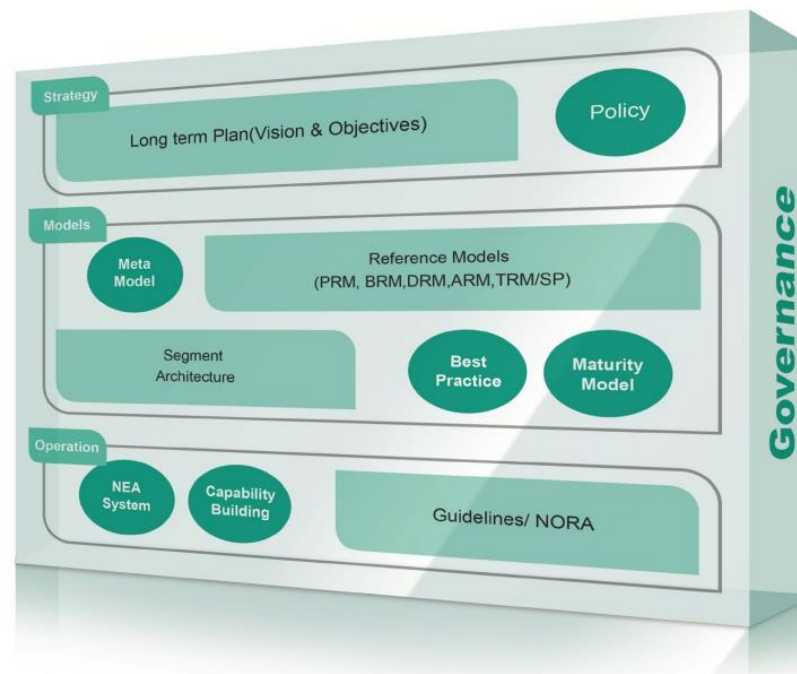 Strategy
Long term Plan(Vision & Objectives)
Policy
Models
Meta
Model
Reference Models
(PRM, BRM,DRM,ARM,TRM/SP)
Segment
Architecture
Best
Practice
Maturity
Model
Operation
NEA
System
Capability
Building
Guidelines/ NORA
Governance